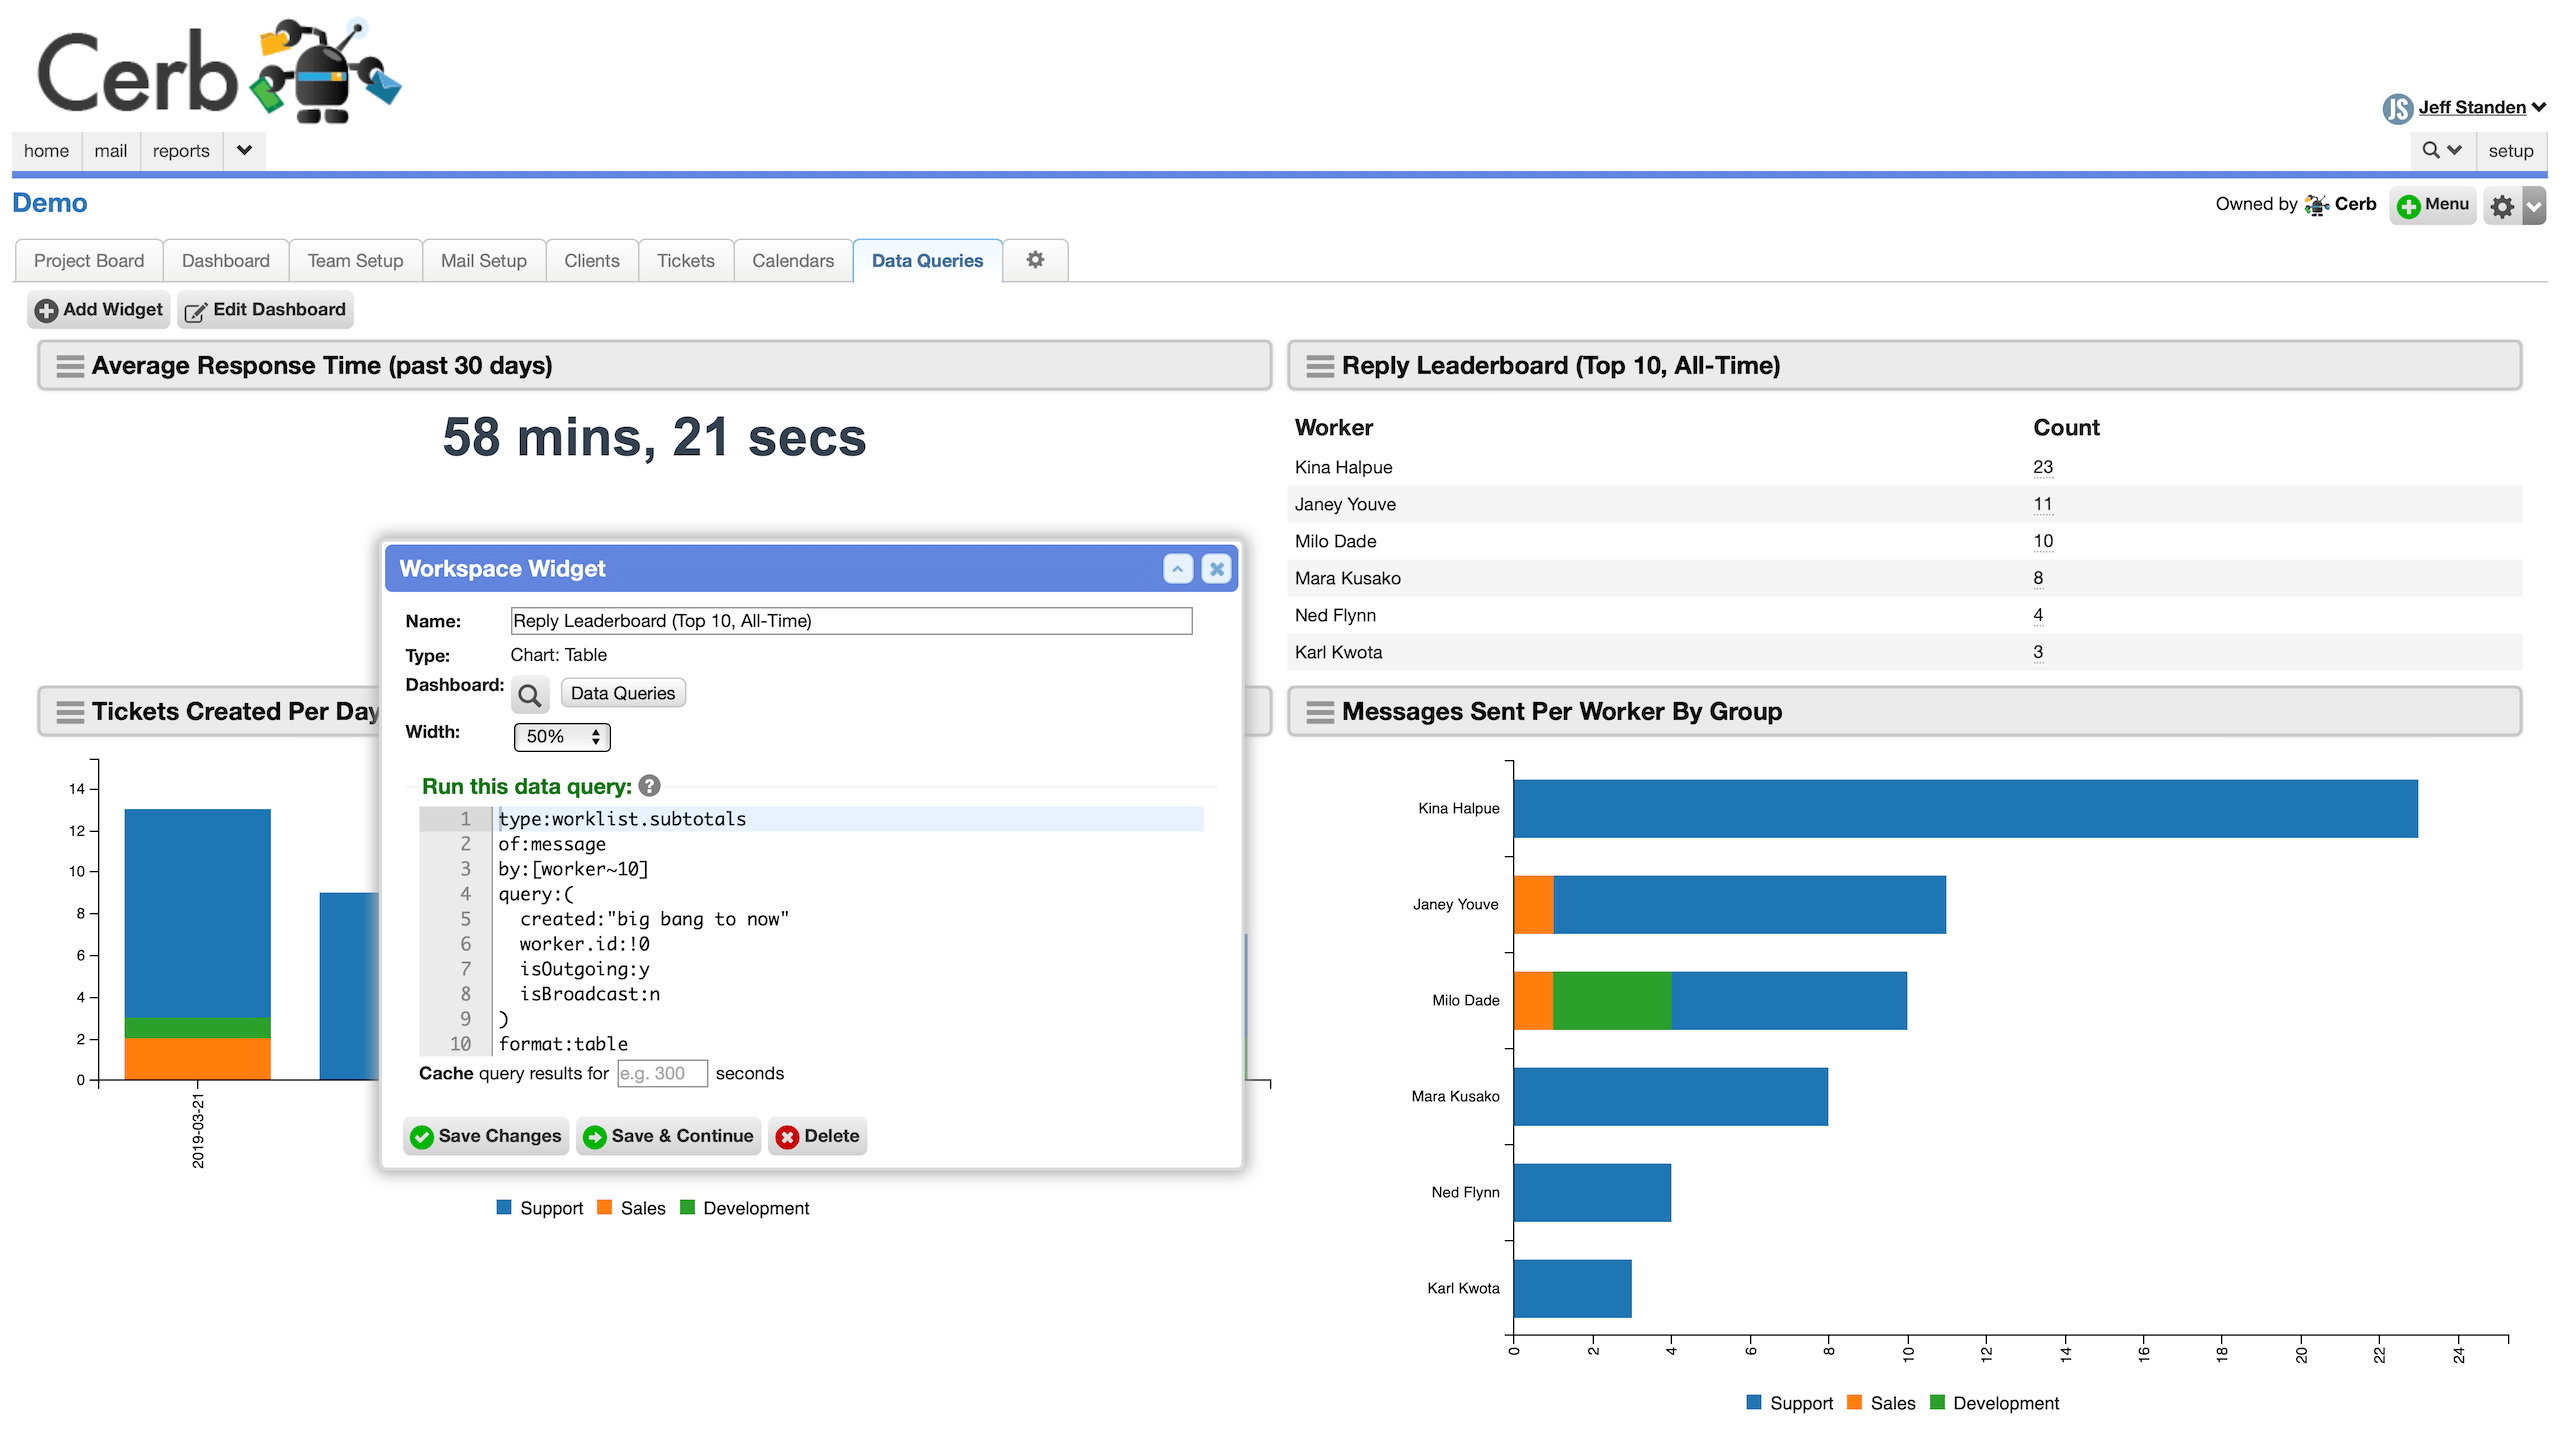 Cerb
JS Jeff Standen
home mail reports
setup
Demo
Owned by Cerb Menu
Project Board Dashboard Team Setup Mail Setup Clients Tickets Calendars Data Queries
Add Widget Edit Dashboard
Average Response Time (past 30 days)
58 mins, 21 secs
Reply Leaderboard (Top 10, All-Time)
Worker Count
Kina Halpue 23
Janey Youve 11
Milo Dade 10
Mara Kusako 8
Ned Flynn 4
Karl Kwota 3
Workspace Widget
Name: Reply Leaderboard (Top 10, All-Time)
Type: Chart: Table
Dashboard: Data Queries
Width: 50%
Run this data query: ?
1 type:worklist.subtotals
2 of:message
3 by:[worker~10]
4 query:(
5 created:"big bang to now"
6 worker.id:!0
7 isOutgoing:y
8 isBroadcast:n
9 )
10 format:table
Cache query results for e.g. 300 seconds
Save Changes Save & Continue Delete
Tickets Created Per Day
14
12
10
8
6
4
2
0
2019-03-21
Support Sales Development
Messages Sent Per Worker By Group
Kina Halpue
Janey Youve
Milo Dade
Mara Kusako
Ned Flynn
Karl Kwota
0 2 4 6 8 10 12 14 16 18 20 22 24
Support Sales Development